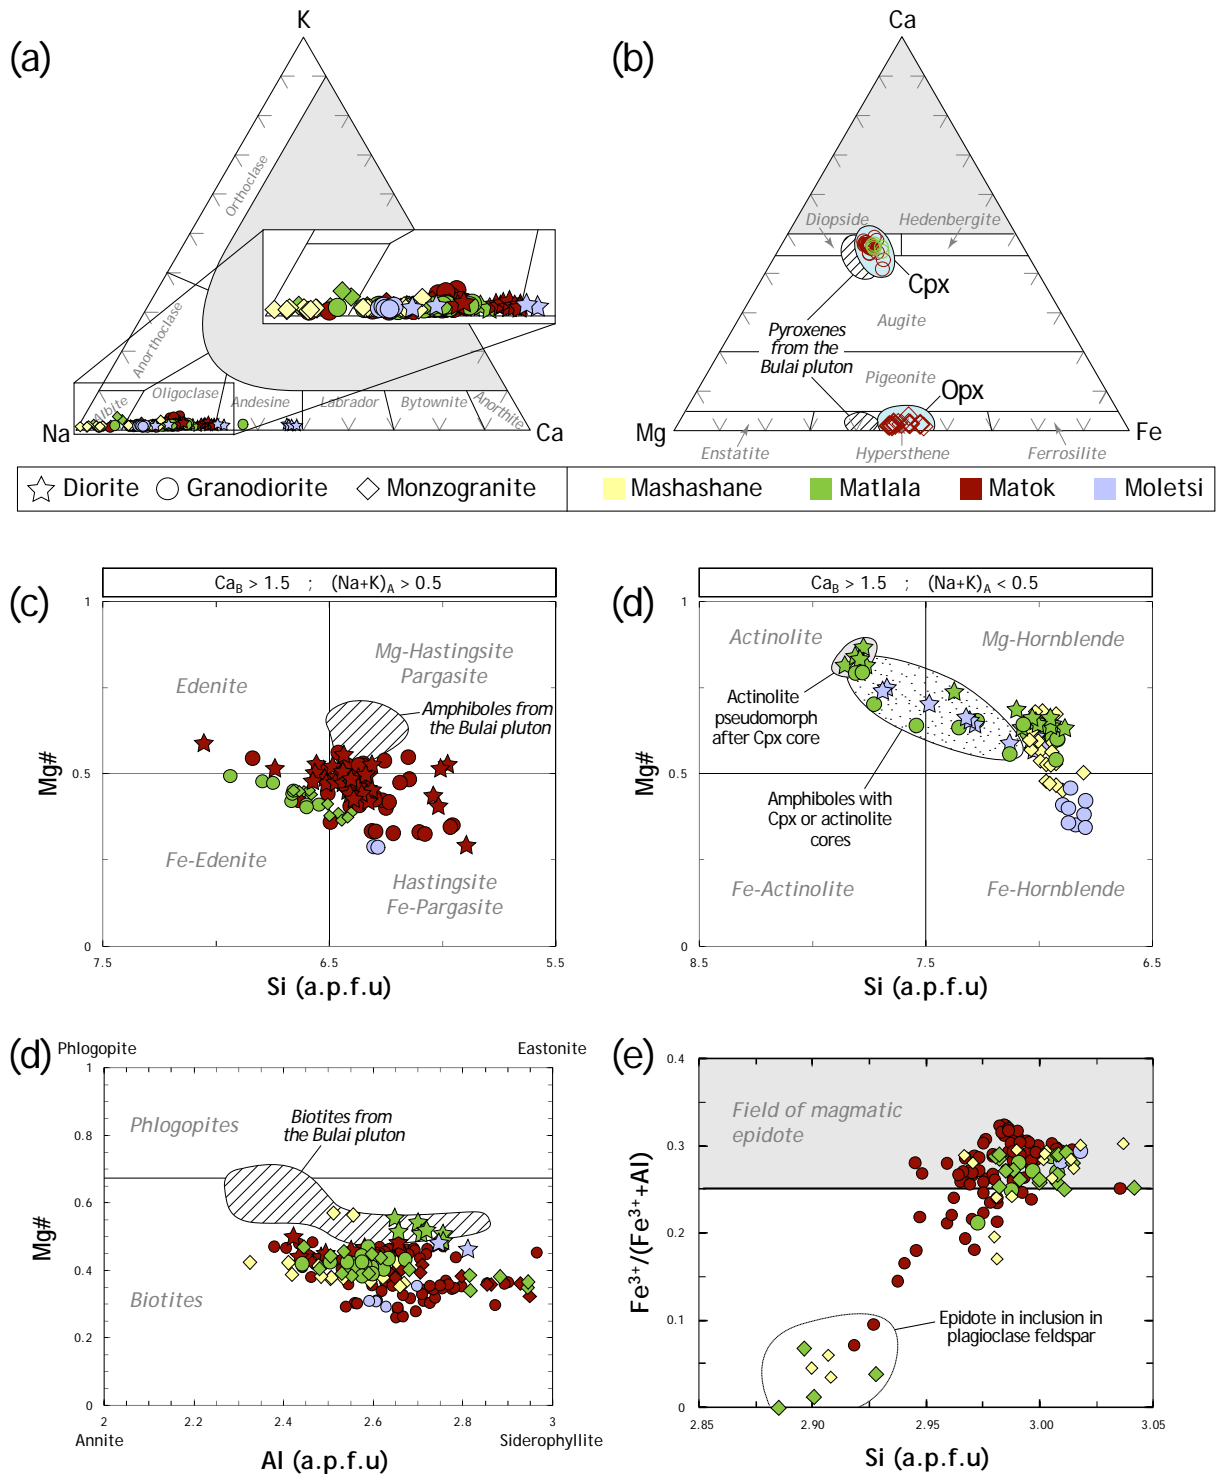 (a)
K
Orthoclase
Anorthoclase
Albite
Oligoclase
Andesine
Labrador
Bytownite
Anorthite
Na
Ca
(b)
Ca
Diopside
Hedenbergite
Cpx
Augite
Pyroxenes
from the
Bulai pluton
Pigeonite
Opx
Mg
Fe
Enstatite
Hypersthene
Ferrosilite
Diorite
Granodiorite
Monzogranite
Mashashane
Matlala
Matok
Moletsi
(c)
Ca_B > 1.5 ; (Na+K)_A > 0.5
1
Mg-Hastingsite
Pargasite
Edenite
Amphiboles from
the Bulai pluton
Mg#
0.5
Fe-Edenite
Hastingsite
Fe-Pargasite
0
7.5
6.5
5.5
Si (a.p.f.u)
(d)
Ca_B > 1.5 ; (Na+K)_A < 0.5
1
Actinolite
Mg-Hornblende
Actinolite
pseudomorph
after Cpx core
Mg#
0.5
Amphiboles with
Cpx or actinolite
cores
Fe-Actinolite
Fe-Hornblende
0
8.5
7.5
6.5
Si (a.p.f.u)
(d)
Phlogopite
Eastonite
1
Biotites from
the Bulai pluton
Phlogopites
0.8
0.6
Mg#
0.4
Biotites
0.2
0
2
2.2
2.4
2.6
2.8
3
Annite
Siderophyllite
Al (a.p.f.u)
(e)
0.4
Field of magmatic
epidote
0.3
Fe³⁺/(Fe³⁺+Al)
0.2
0.1
Epidote in inclusion in
plagioclase feldspar
0
2.85
2.90
2.95
3.00
3.05
Si (a.p.f.u)